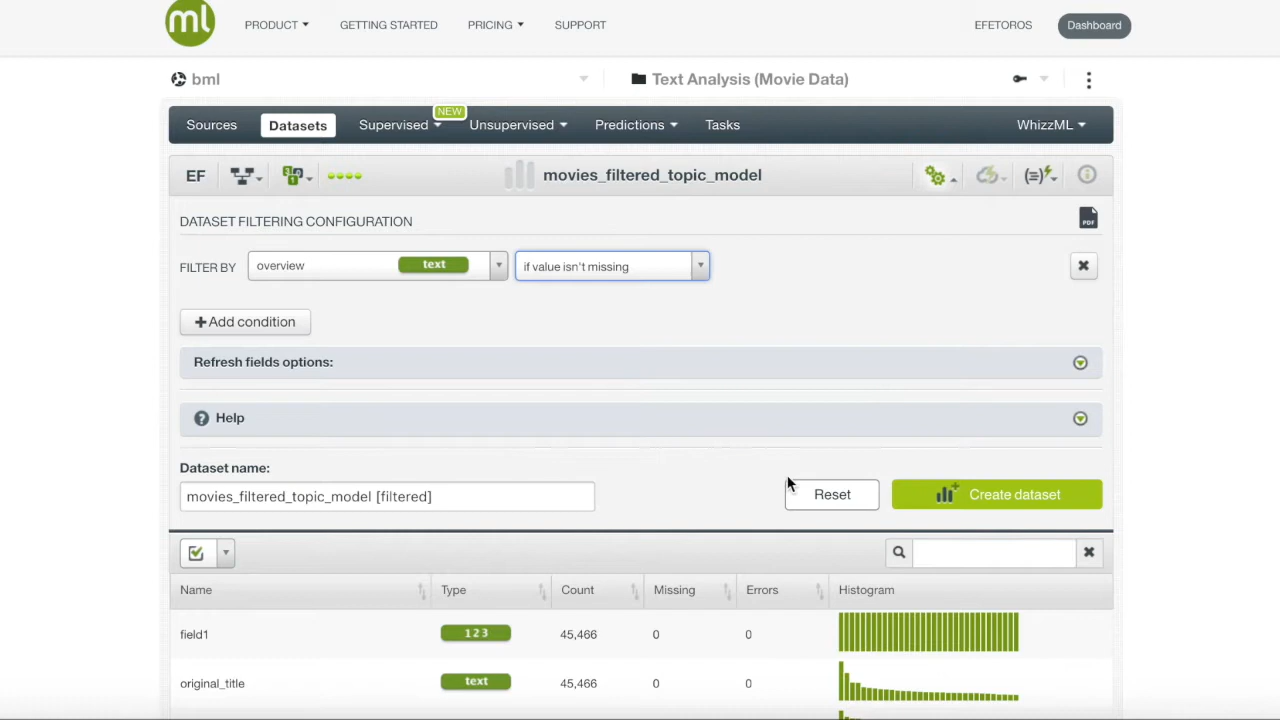 ml PRODUCT GETTING STARTED PRICING SUPPORT EFETOROS Dashboard
bml Text Analysis (Movie Data)
NEW
Sources Datasets Supervised Unsupervised Predictions Tasks WhizzML
EF movies_filtered_topic_model
DATASET FILTERING CONFIGURATION PDF
FILTER BY overview text if value isn't missing
+Add condition
Refresh fields options:
? Help
Dataset name:
movies_filtered_topic_model [filtered] Reset Create dataset
Name Type Count Missing Errors Histogram
field1 123 45,466 0 0
original_title text 45,466 0 0